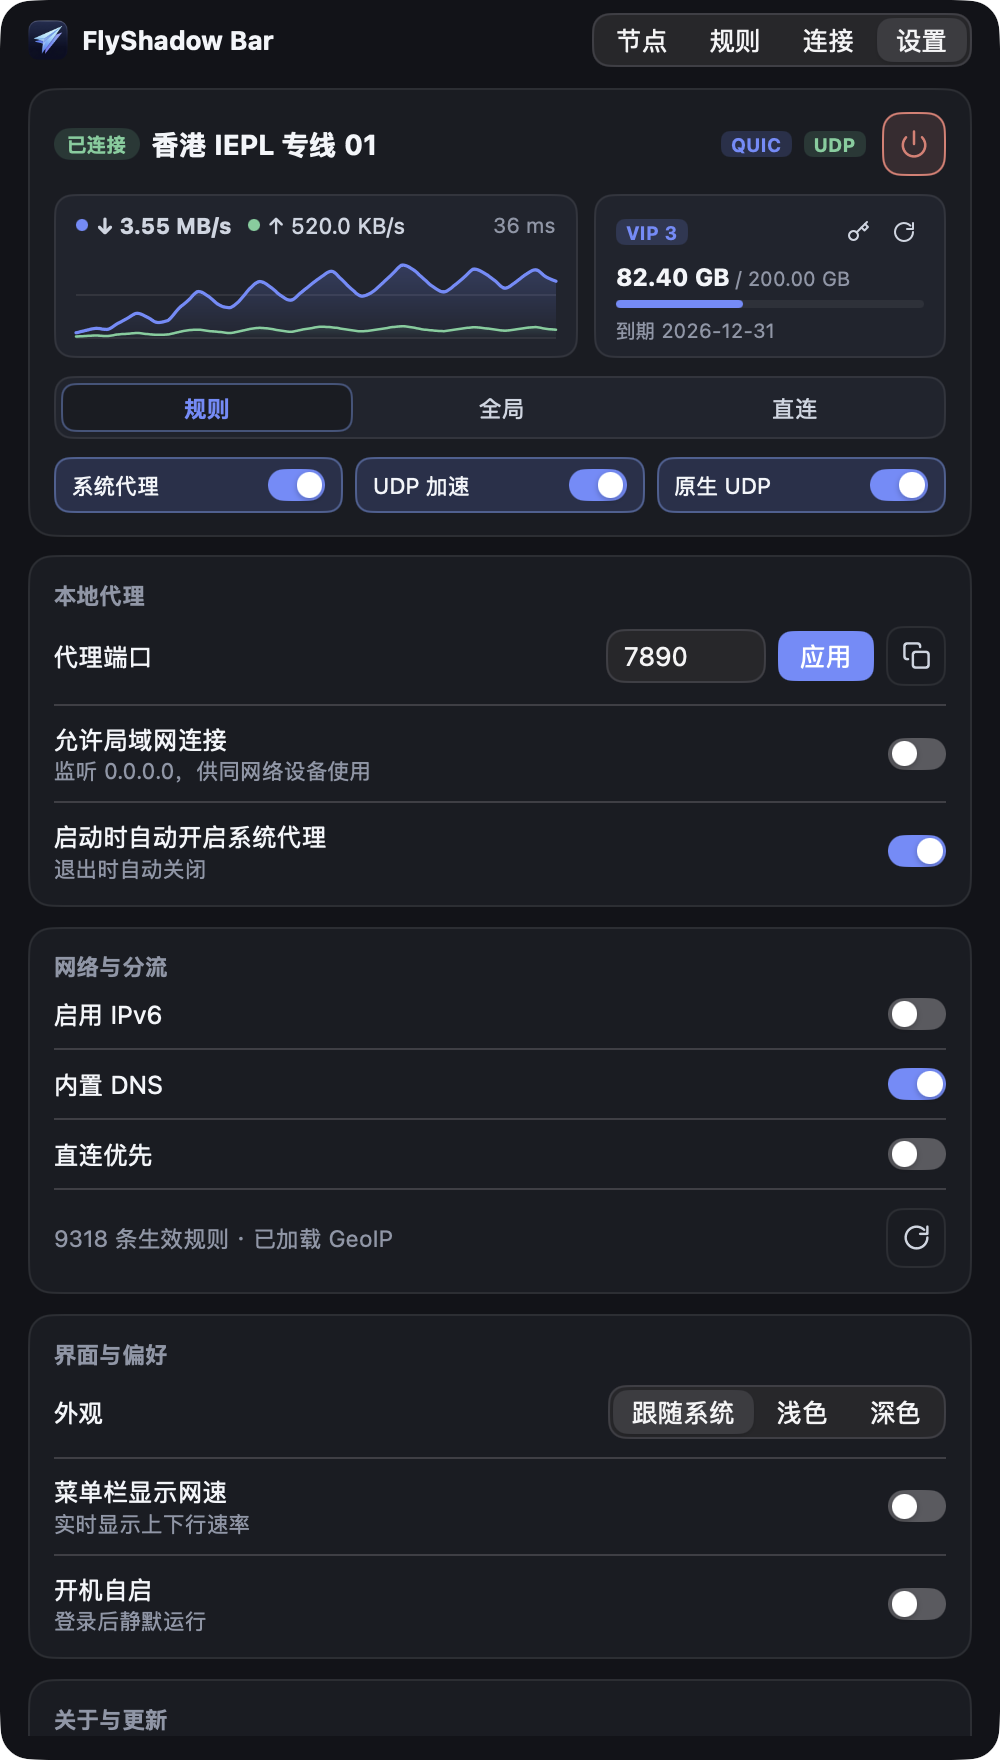 FlyShadow Bar
节点 规则 连接 设置
已连接 香港 IEPL 专线 01 QUIC UDP
↓ 3.55 MB/s ↑ 520.0 KB/s 36 ms
VIP 3
82.40 GB / 200.00 GB
到期 2026-12-31
规则 全局 直连
系统代理 UDP 加速 原生 UDP
本地代理
代理端口 7890 应用
允许局域网连接
监听 0.0.0.0，供同网络设备使用
启动时自动开启系统代理
退出时自动关闭
网络与分流
启用 IPv6
内置 DNS
直连优先
9318 条生效规则 · 已加载 GeoIP
界面与偏好
外观 跟随系统 浅色 深色
菜单栏显示网速
实时显示上下行速率
开机自启
登录后静默运行
关于与更新